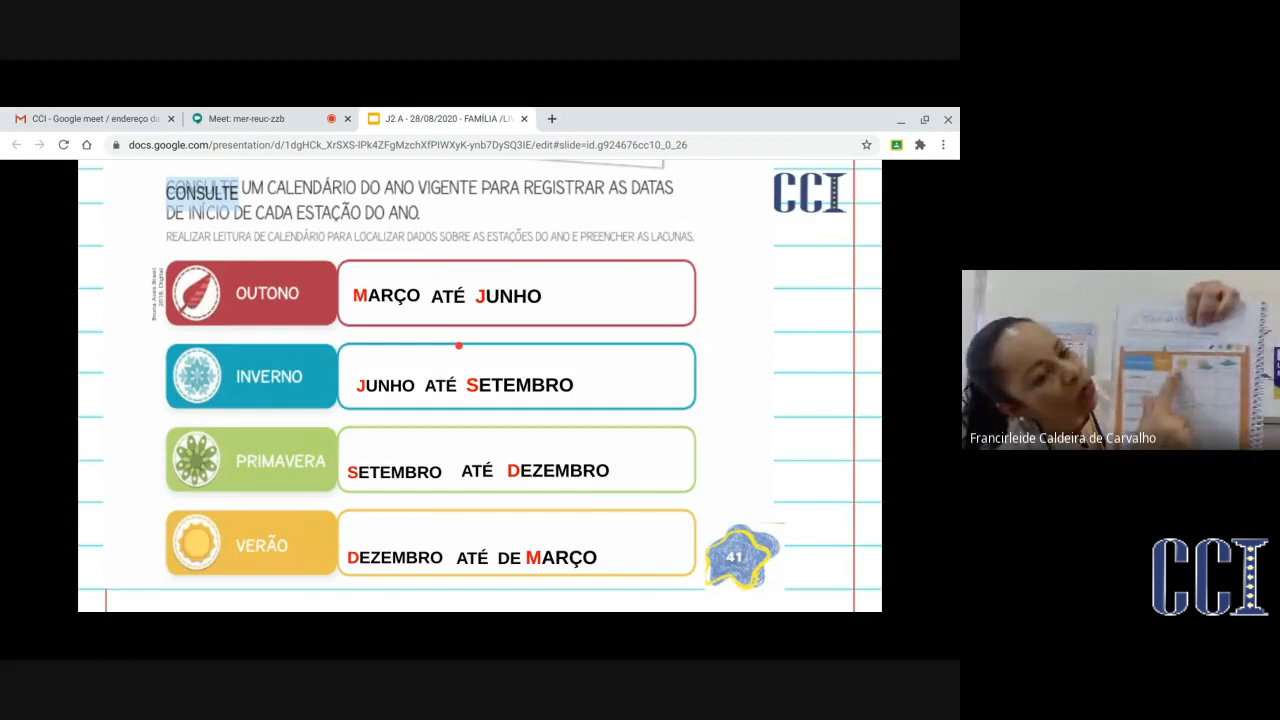 CCI - Google meet / endereço da
Meet: mer-reuc-zzb
J2 A - 28/08/2020 - FAMÍLIA /LIV
docs.google.com/presentation/d/1dgHCk_XrSXS-IPk4ZFgMzchXfPIWXyK-ynb7DySQ3IE/edit#slide=id.g924676cc10_0_26
CONSULTE UM CALENDÁRIO DO ANO VIGENTE PARA REGISTRAR AS DATAS
DE INÍCIO DE CADA ESTAÇÃO DO ANO.
REALIZAR LEITURA DE CALENDÁRIO PARA LOCALIZAR DADOS SOBRE AS ESTAÇÕES DO ANO E PREENCHER AS LACUNAS.
CCI
OUTONO MARÇO ATÉ JUNHO
INVERNO JUNHO ATÉ SETEMBRO
PRIMAVERA SETEMBRO ATÉ DEZEMBRO
VERÃO DEZEMBRO ATÉ DE MARÇO
41
Francirleide Caldeira de Carvalho
CCI